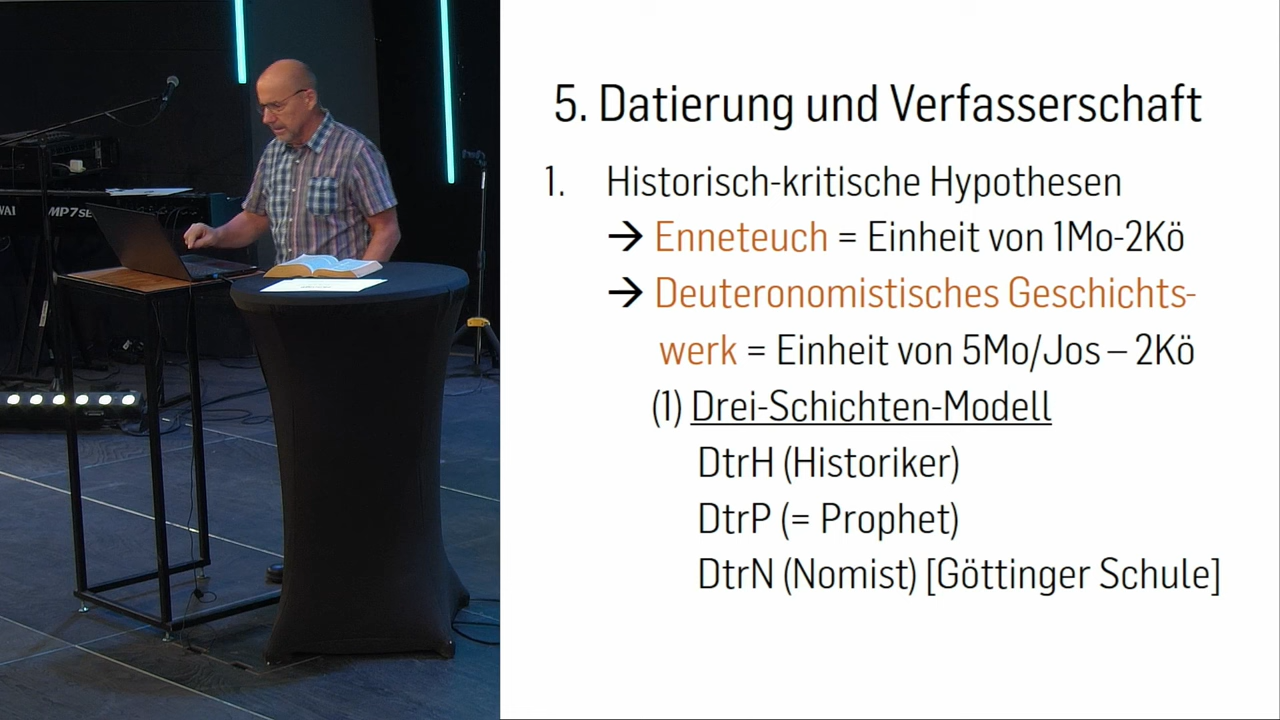 5. Datierung und Verfasserschaft
1. Historisch-kritische Hypothesen
→ Enneteuch = Einheit von 1Mo-2Kö
→ Deuteronomistisches Geschichts-
werk = Einheit von 5Mo/Jos – 2Kö
(1) Drei-Schichten-Modell
DtrH (Historiker)
DtrP (= Prophet)
DtrN (Nomist) [Göttinger Schule]
WAI MP7SE